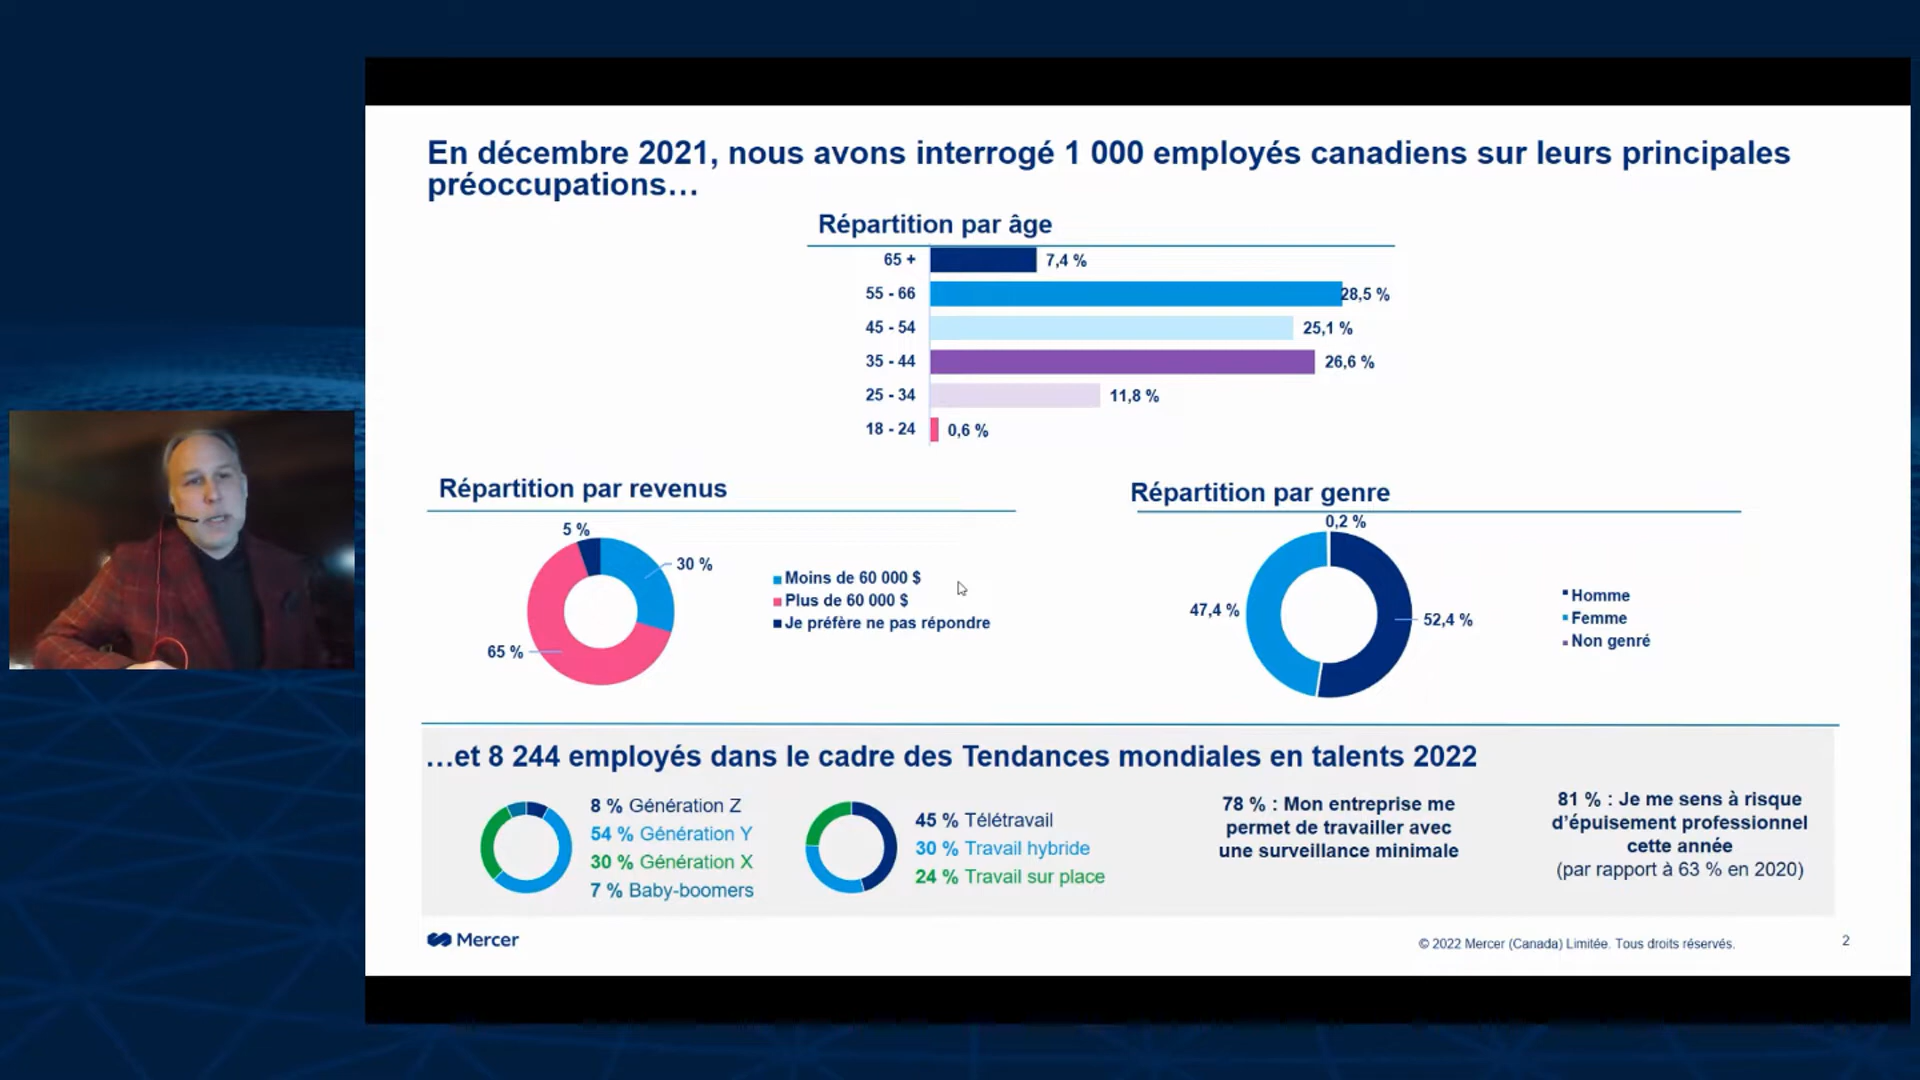 En décembre 2021, nous avons interrogé 1 000 employés canadiens sur leurs principales
préoccupations…
Répartition par âge
65 + 7,4 %
55 - 66 28,5 %
45 - 54 25,1 %
35 - 44 26,6 %
25 - 34 11,8 %
18 - 24 0,6 %
Répartition par revenus
5 %
30 %
65 %
Moins de 60 000 $
Plus de 60 000 $
Je préfère ne pas répondre
Répartition par genre
0,2 %
47,4 %
52,4 %
Homme
Femme
Non genré
…et 8 244 employés dans le cadre des Tendances mondiales en talents 2022
8 % Génération Z
54 % Génération Y
30 % Génération X
7 % Baby-boomers
45 % Télétravail
30 % Travail hybride
24 % Travail sur place
78 % : Mon entreprise me
permet de travailler avec
une surveillance minimale
81 % : Je me sens à risque
d'épuisement professionnel
cette année
(par rapport à 63 % en 2020)
Mercer
© 2022 Mercer (Canada) Limitée. Tous droits réservés.
2